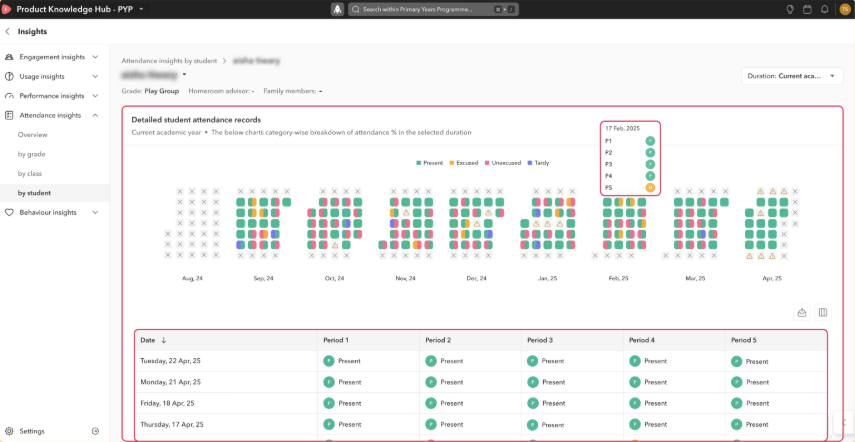 Product Knowledge Hub - PYP
Search within Primary Years Programme...
⌘ + /
TS
Insights
Engagement insights
Usage insights
Performance insights
Attendance insights
Overview
by grade
by class
by student
Behaviour insights
Settings
Attendance insights by student >
Grade: Play Group Homeroom advisor: - Family members: -
Duration: Current aca...
Detailed student attendance records
Current academic year • The below charts category-wise breakdown of attendance % in the selected duration
17 Feb, 2025
P1 P
P2 P
P3 P
P4 P
P5
Present Excused Unexcused Tardy
Aug, 24 Sep, 24 Oct, 24 Nov, 24 Dec, 24 Jan, 25 Feb, 25 Mar, 25 Apr, 25
Date ↓ Period 1 Period 2 Period 3 Period 4 Period 5
Tuesday, 22 Apr, 25 P Present P Present P Present P Present P Present
Monday, 21 Apr, 25 P Present P Present P Present P Present P Present
Friday, 18 Apr, 25 P Present P Present P Present P Present P Present
Thursday, 17 Apr, 25 P Present P Present P Present P Present P Present